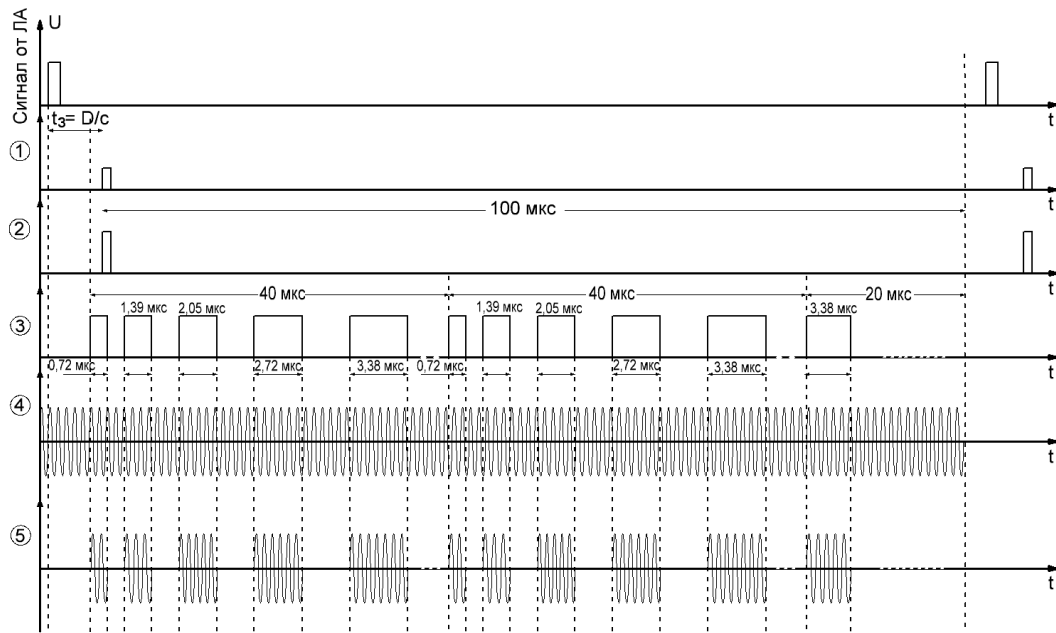 Сигнал от ЛА
U
t
t₃= D/c
1
t
100 мкс
2
t
40 мкс
40 мкс
20 мкс
1,39 мкс
2,05 мкс
1,39 мкс
2,05 мкс
3,38 мкс
3
t
0,72 мкс
2,72 мкс
3,38 мкс
0,72 мкс
2,72 мкс
3,38 мкс
4
t
5
t